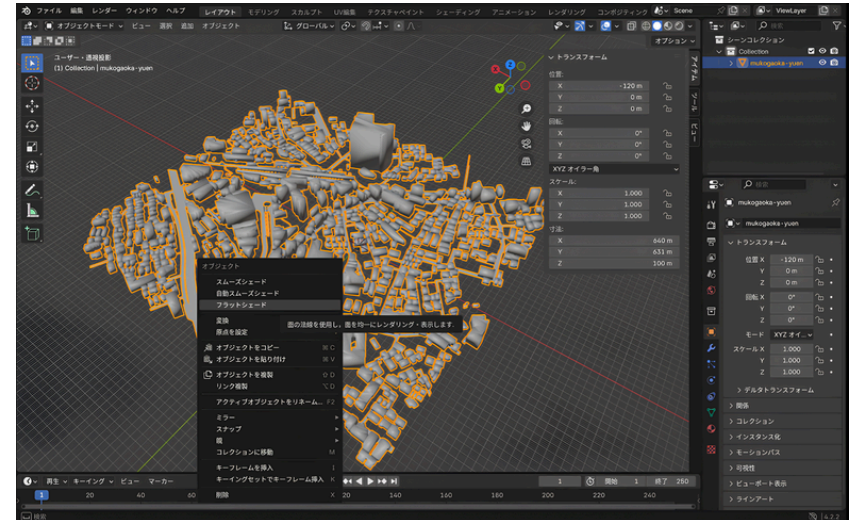 ファイル 編集 レンダー ウィンドウ ヘルプ レイアウト モデリング スカルプト UV編集 テクスチャペイント シェーディング アニメーション レンダリング コンポジティング Scene ViewLayer
オブジェクトモード ビュー 選択 追加 オブジェクト グローバル
オプション
ユーザー・透視投影
(1) Collection | mukogaoka-yuen
X
Y
Z
トランスフォーム
位置:
X -120 m
Y 0 m
Z 0 m
回転:
X 0°
Y 0°
Z 0°
XYZ オイラー角
スケール:
X 1.000
Y 1.000
Z 1.000
寸法:
X 640 m
Y 631 m
Z 100 m
アイテム
ツール
ビュー
オブジェクト
スムーズシェード
自動スムーズシェード
フラットシェード
面の法線を使用し、面を均一にレンダリング・表示します.
変換
原点を設定
オブジェクトをコピー ⌘ C
オブジェクトを貼り付け ⌘ V
オブジェクトを複製 ⇧ D
リンク複製 ⌥ D
アクティブオブジェクトをリネーム... F2
ミラー
スナップ
親
コレクションに移動 M
キーフレームを挿入 I
キーイングセットでキーフレーム挿入 K
削除 X
再生 キーイング ビュー マーカー
1 開始 1 終了 250
1 20 40 60 120 140 160 200 220 240
検索
4.2.2
検索
シーンコレクション
Collection
mukogaoka-yuen
検索
mukogaoka-yuen
mukogaoka-yuen
トランスフォーム
位置 X -120 m
Y 0 m
Z 0 m
回転 X 0°
Y 0°
Z 0°
モード XYZ オイ...
スケール X 1.000
Y 1.000
Z 1.000
デルタトランスフォーム
関係
コレクション
インスタンス化
モーションパス
可視性
ビューポート表示
ラインアート